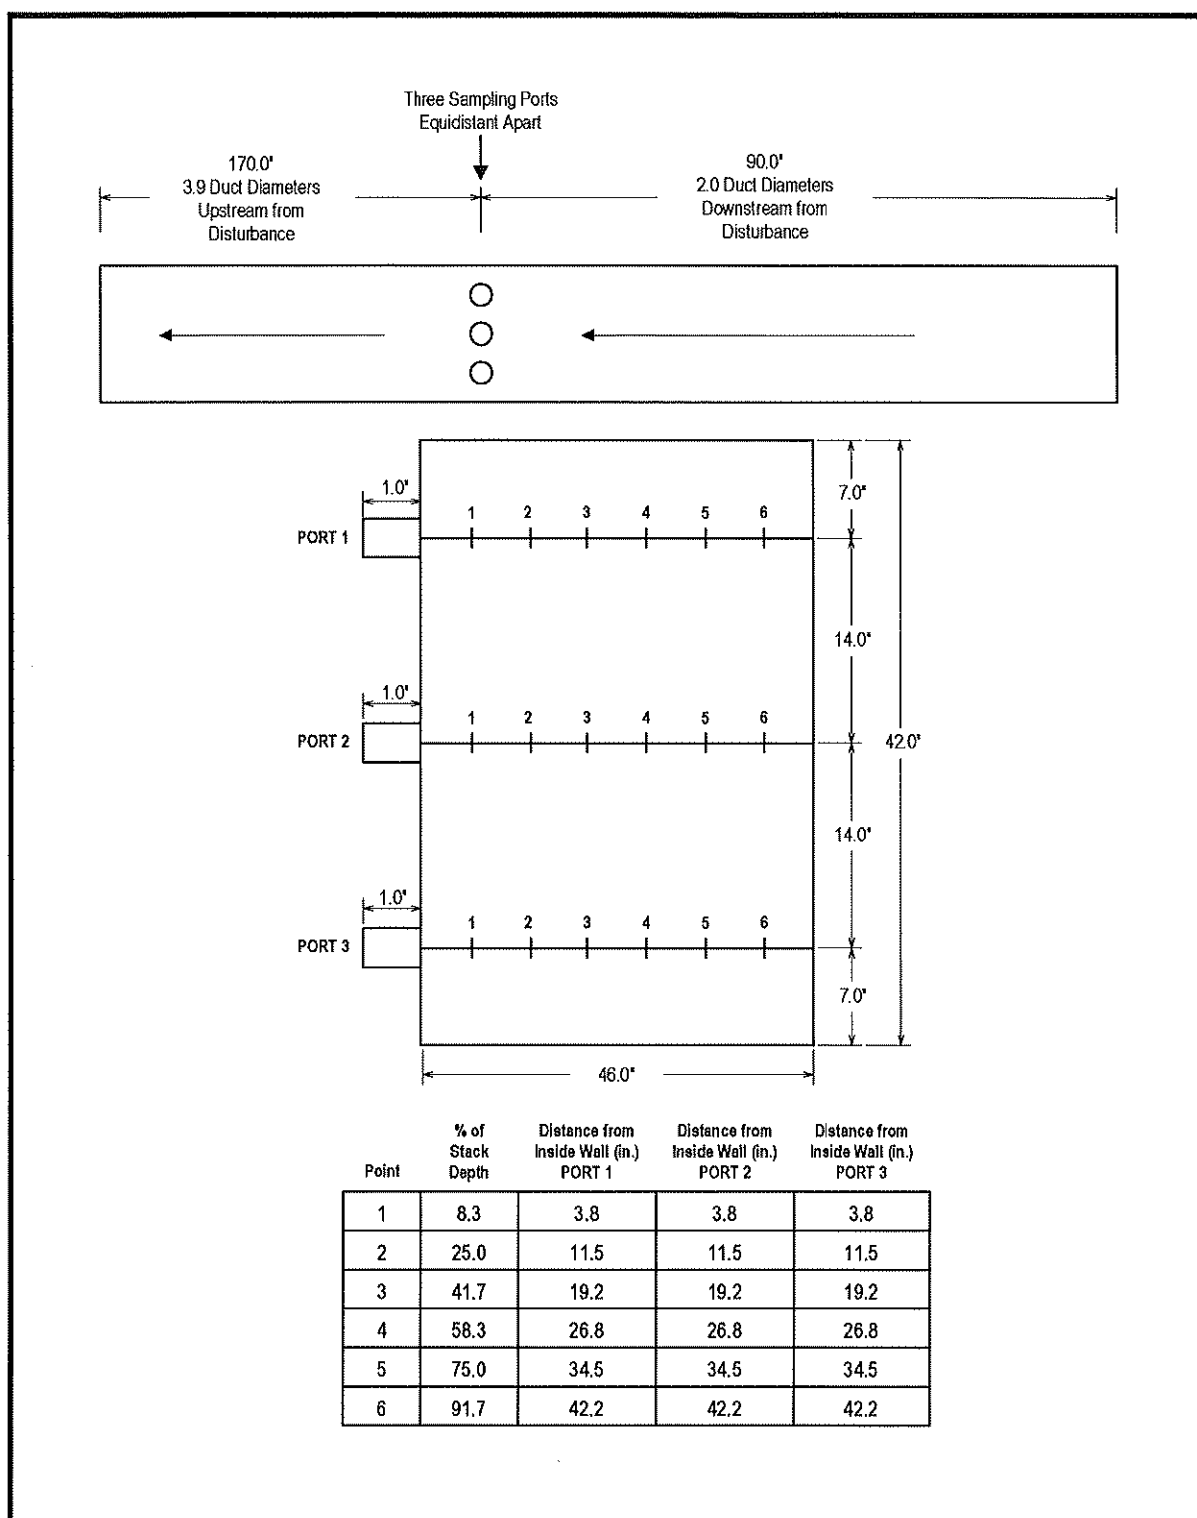 Three Sampling Ports
Equidistant Apart
170.0"
3.9 Duct Diameters
Upstream from
Disturbance
90.0"
2.0 Duct Diameters
Downstream from
Disturbance
1.0"
PORT 1
1 2 3 4 5 6
7.0"
14.0"
1.0"
PORT 2
1 2 3 4 5 6
42.0"
14.0"
1.0"
PORT 3
1 2 3 4 5 6
7.0"
46.0"
Point
% of
Stack
Depth
Distance from
Inside Wall (in.)
PORT 1
Distance from
Inside Wall (in.)
PORT 2
Distance from
Inside Wall (in.)
PORT 3
1 8.3 3.8 3.8 3.8
2 25.0 11.5 11.5 11.5
3 41.7 19.2 19.2 19.2
4 58.3 26.8 26.8 26.8
5 75.0 34.5 34.5 34.5
6 91.7 42.2 42.2 42.2